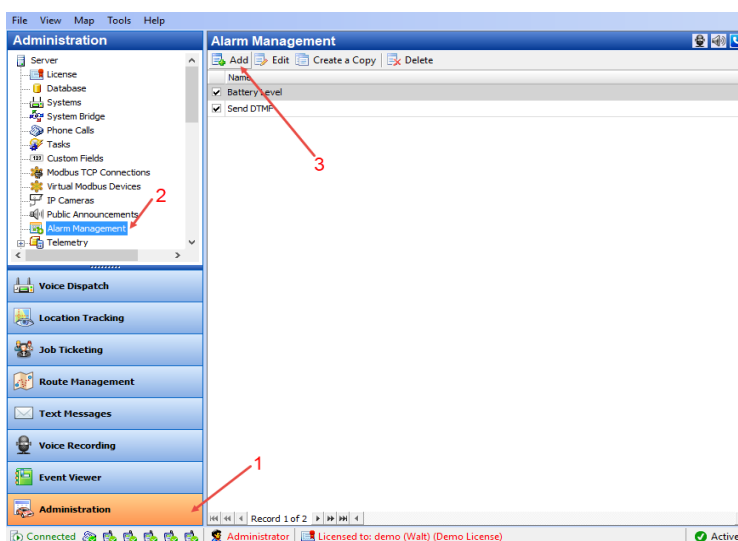 File View Map Tools Help
Administration
Server
License
Database
Systems
System Bridge
Phone Calls
Tasks
Custom Fields
Modbus TCP Connections
Virtual Modbus Devices
IP Cameras
Public Announcements
Alarm Management
Telemetry
2
Voice Dispatch
Location Tracking
Job Ticketing
Route Management
Text Messages
Voice Recording
Event Viewer
Administration
Alarm Management
Add Edit Create a Copy Delete
Name
Battery Level
Send DTMF
3
1
Record 1 of 2
Connected Administrator Licensed to: demo (Walt) (Demo License) Active